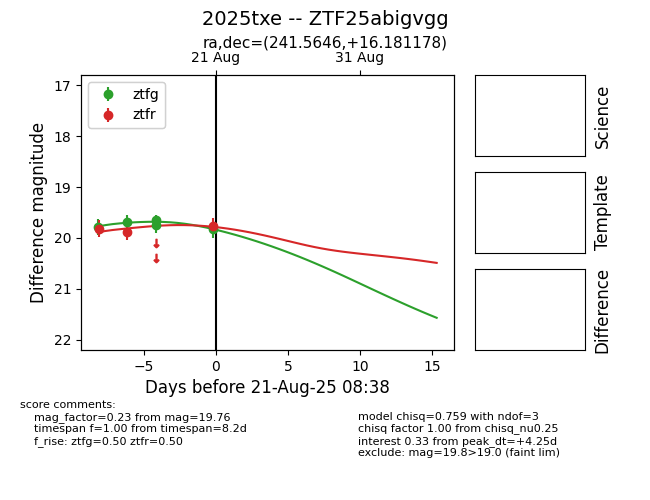 2025txe -- ZTF25abigvgg
ra,dec=(241.5646,+16.181178)
21 Aug
31 Aug
ztfg
ztfr
17
18
19
20
21
22
Difference magnitude
−5
0
5
10
15
Days before 21-Aug-25 08:38
Science
Template
Difference
score comments:
mag_factor=0.23 from mag=19.76
timespan f=1.00 from timespan=8.2d
f_rise: ztfg=0.50 ztfr=0.50
model chisq=0.759 with ndof=3
chisq factor 1.00 from chisq_nu0.25
interest 0.33 from peak_dt=+4.25d
exclude: mag=19.8>19.0 (faint lim)